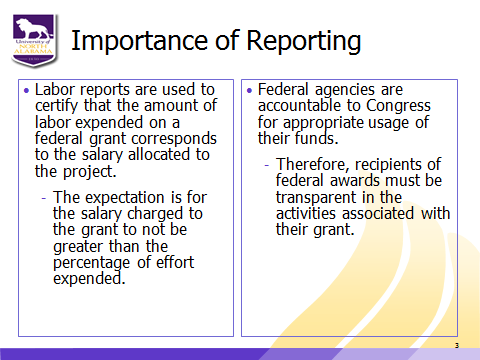 University of
NORTH
ALABAMA
Importance of Reporting
• Labor reports are used to
certify that the amount of
labor expended on a
federal grant corresponds
to the salary allocated to
the project.
- The expectation is for
the salary charged to
the grant to not be
greater than the
percentage of effort
expended.
• Federal agencies are
accountable to Congress
for appropriate usage of
their funds.
- Therefore, recipients of
federal awards must be
transparent in the
activities associated with
their grant.
3